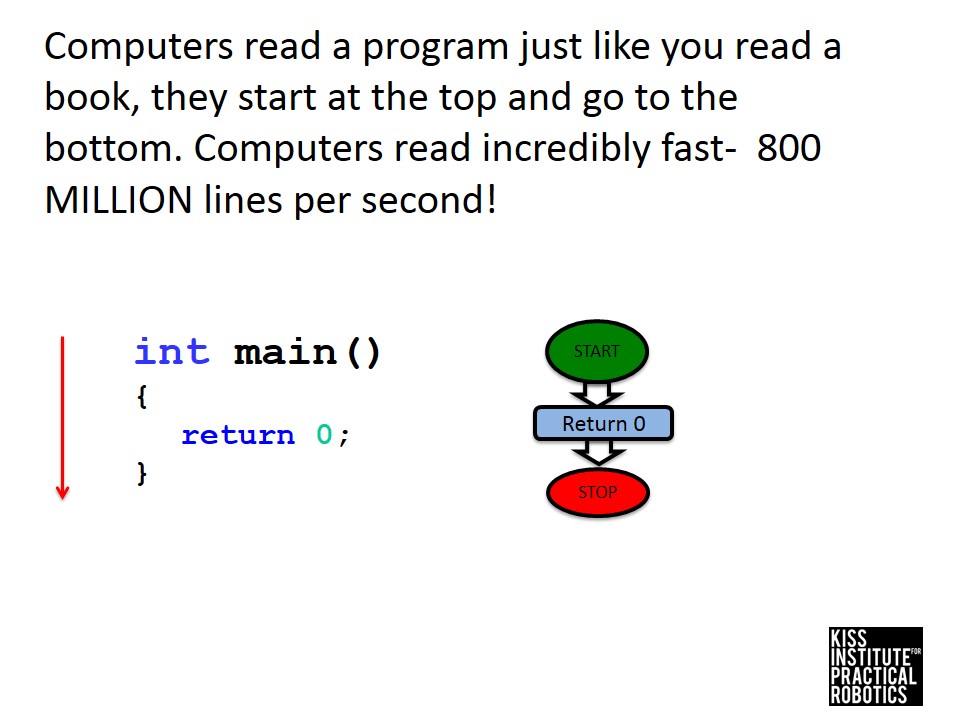 Computers read a program just like you read a
book, they start at the top and go to the
bottom. Computers read incredibly fast-  800
MILLION lines per second!
int main()
{
return 0;
}
START
Return 0
STOP
KISS
INSTITUTE FOR
PRACTICAL
ROBOTICS